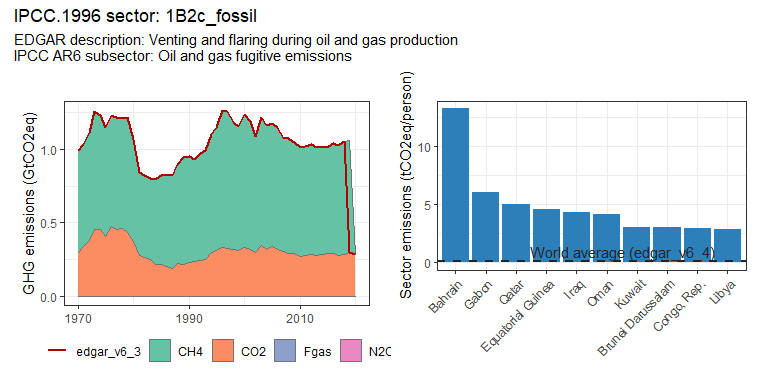 IPCC.1996 sector: 1B2c_fossil
EDGAR description: Venting and flaring during oil and gas production
IPCC AR6 subsector: Oil and gas fugitive emissions
GHG emissions (GtCO2eq)
1.0
0.5
0.0
1970
1990
2010
edgar_v6_3
CH4
CO2
Fgas
N2O
Sector emissions (tCO2eq/person)
10
5
0
World average (edgar_v6_4)
Bahrain
Gabon
Qatar
Equatorial Guinea
Iraq
Oman
Kuwait
Brunei Darussalam
Congo, Rep.
Libya